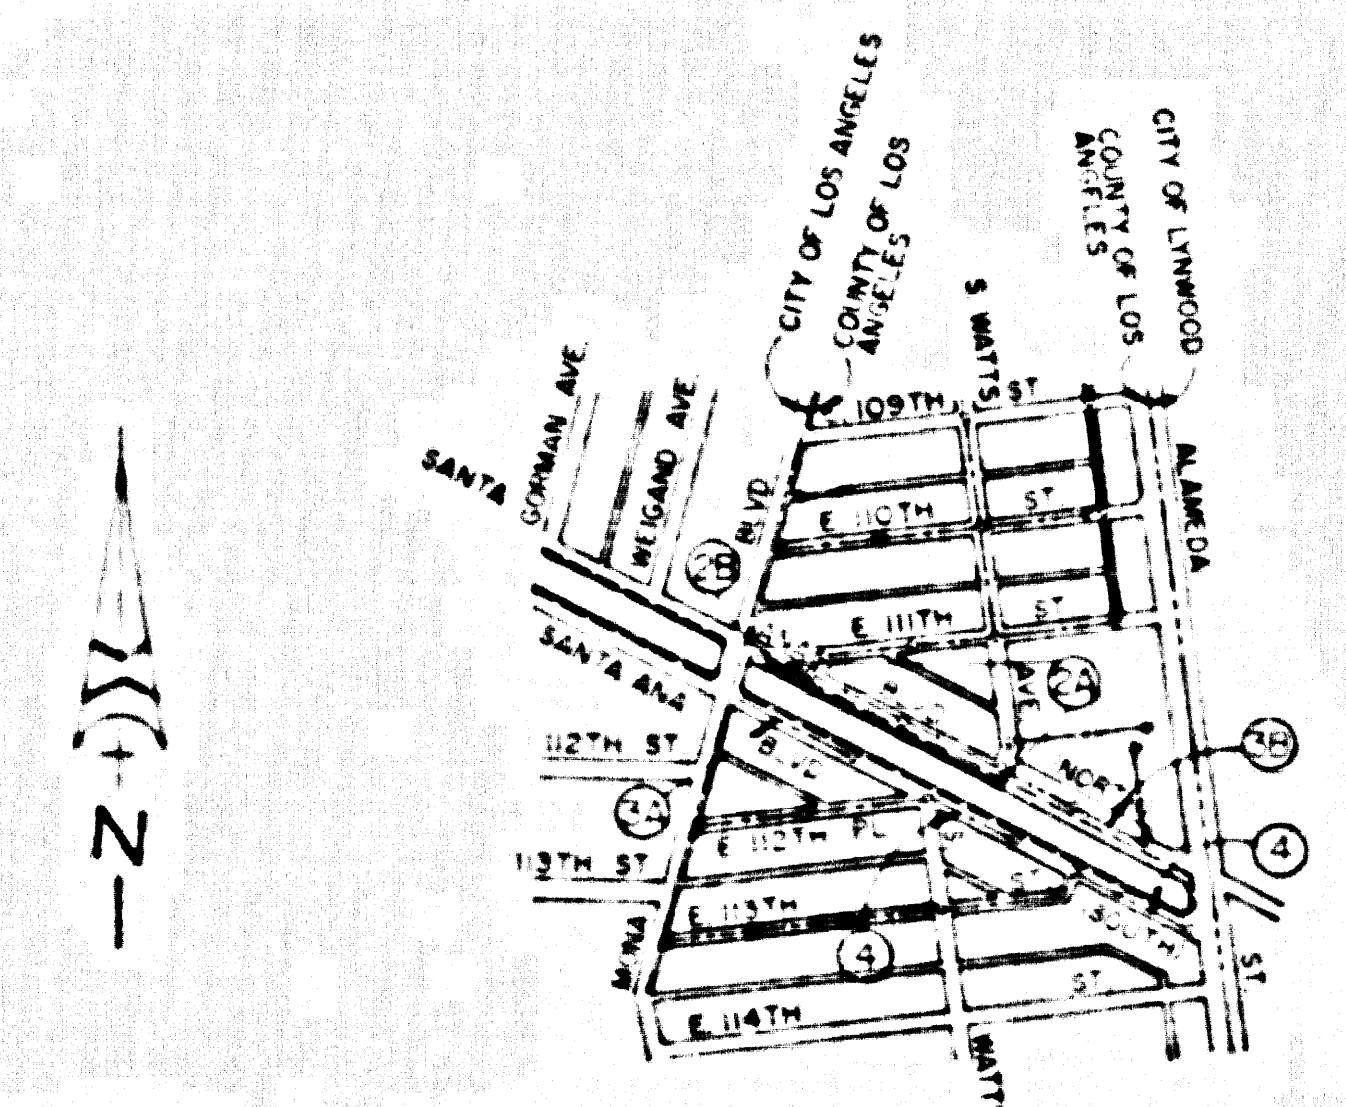 CITY OF LOS ANGELES
COUNTY OF LOS
ANGELES
CITY OF LYNWOOD
COUNTY OF LOS
ANGELES
S. WATTS
GORMAN AVE.
WEIGAND AVE.
SANTA
109TH ST
BLVD
ALAMEDA
E. 110TH ST
2B
E. 111TH ST
PL.
SANTA ANA
AVE
2A
112TH ST
BLVD
NORTH
3B
3A
E. 112TH PL
4
113TH ST
ST
E. 113TH
SOUTH
MONA
4
ST
ST
E. 114TH
WATT
N